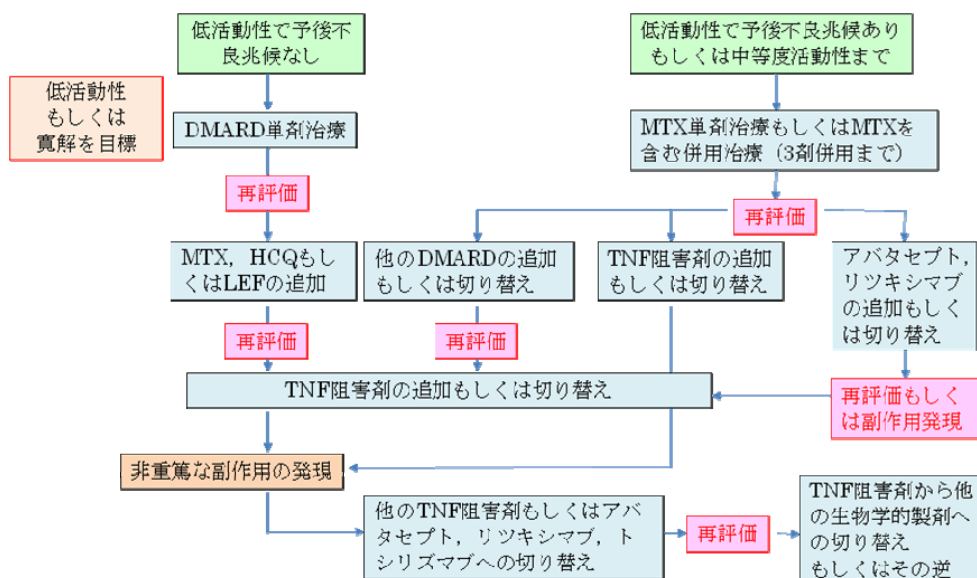 低活動性で予後不
良兆候なし
低活動性で予後不良兆候あり
もしくは中等度活動性まで
低活動性
もしくは
寛解を目標
DMARD単剤治療
MTX単剤治療もしくはMTXを
含む併用治療（3剤併用まで）
再評価
再評価
MTX，HCQもし
くはLEFの追加
他のDMARDの追加
もしくは切り替え
TNF阻害剤の追加
もしくは切り替え
アバタセプト，
リツキシマブ
の追加もしく
は切り替え
再評価
再評価
TNF阻害剤の追加もしくは切り替え
再評価もしく
は副作用発現
非重篤な副作用の発現
他のTNF阻害剤もしくはアバ
タセプト，リツキシマブ，ト
シリズマブへの切り替え
再評価
TNF阻害剤から他
の生物学的製剤へ
の切り替え
もしくはその逆